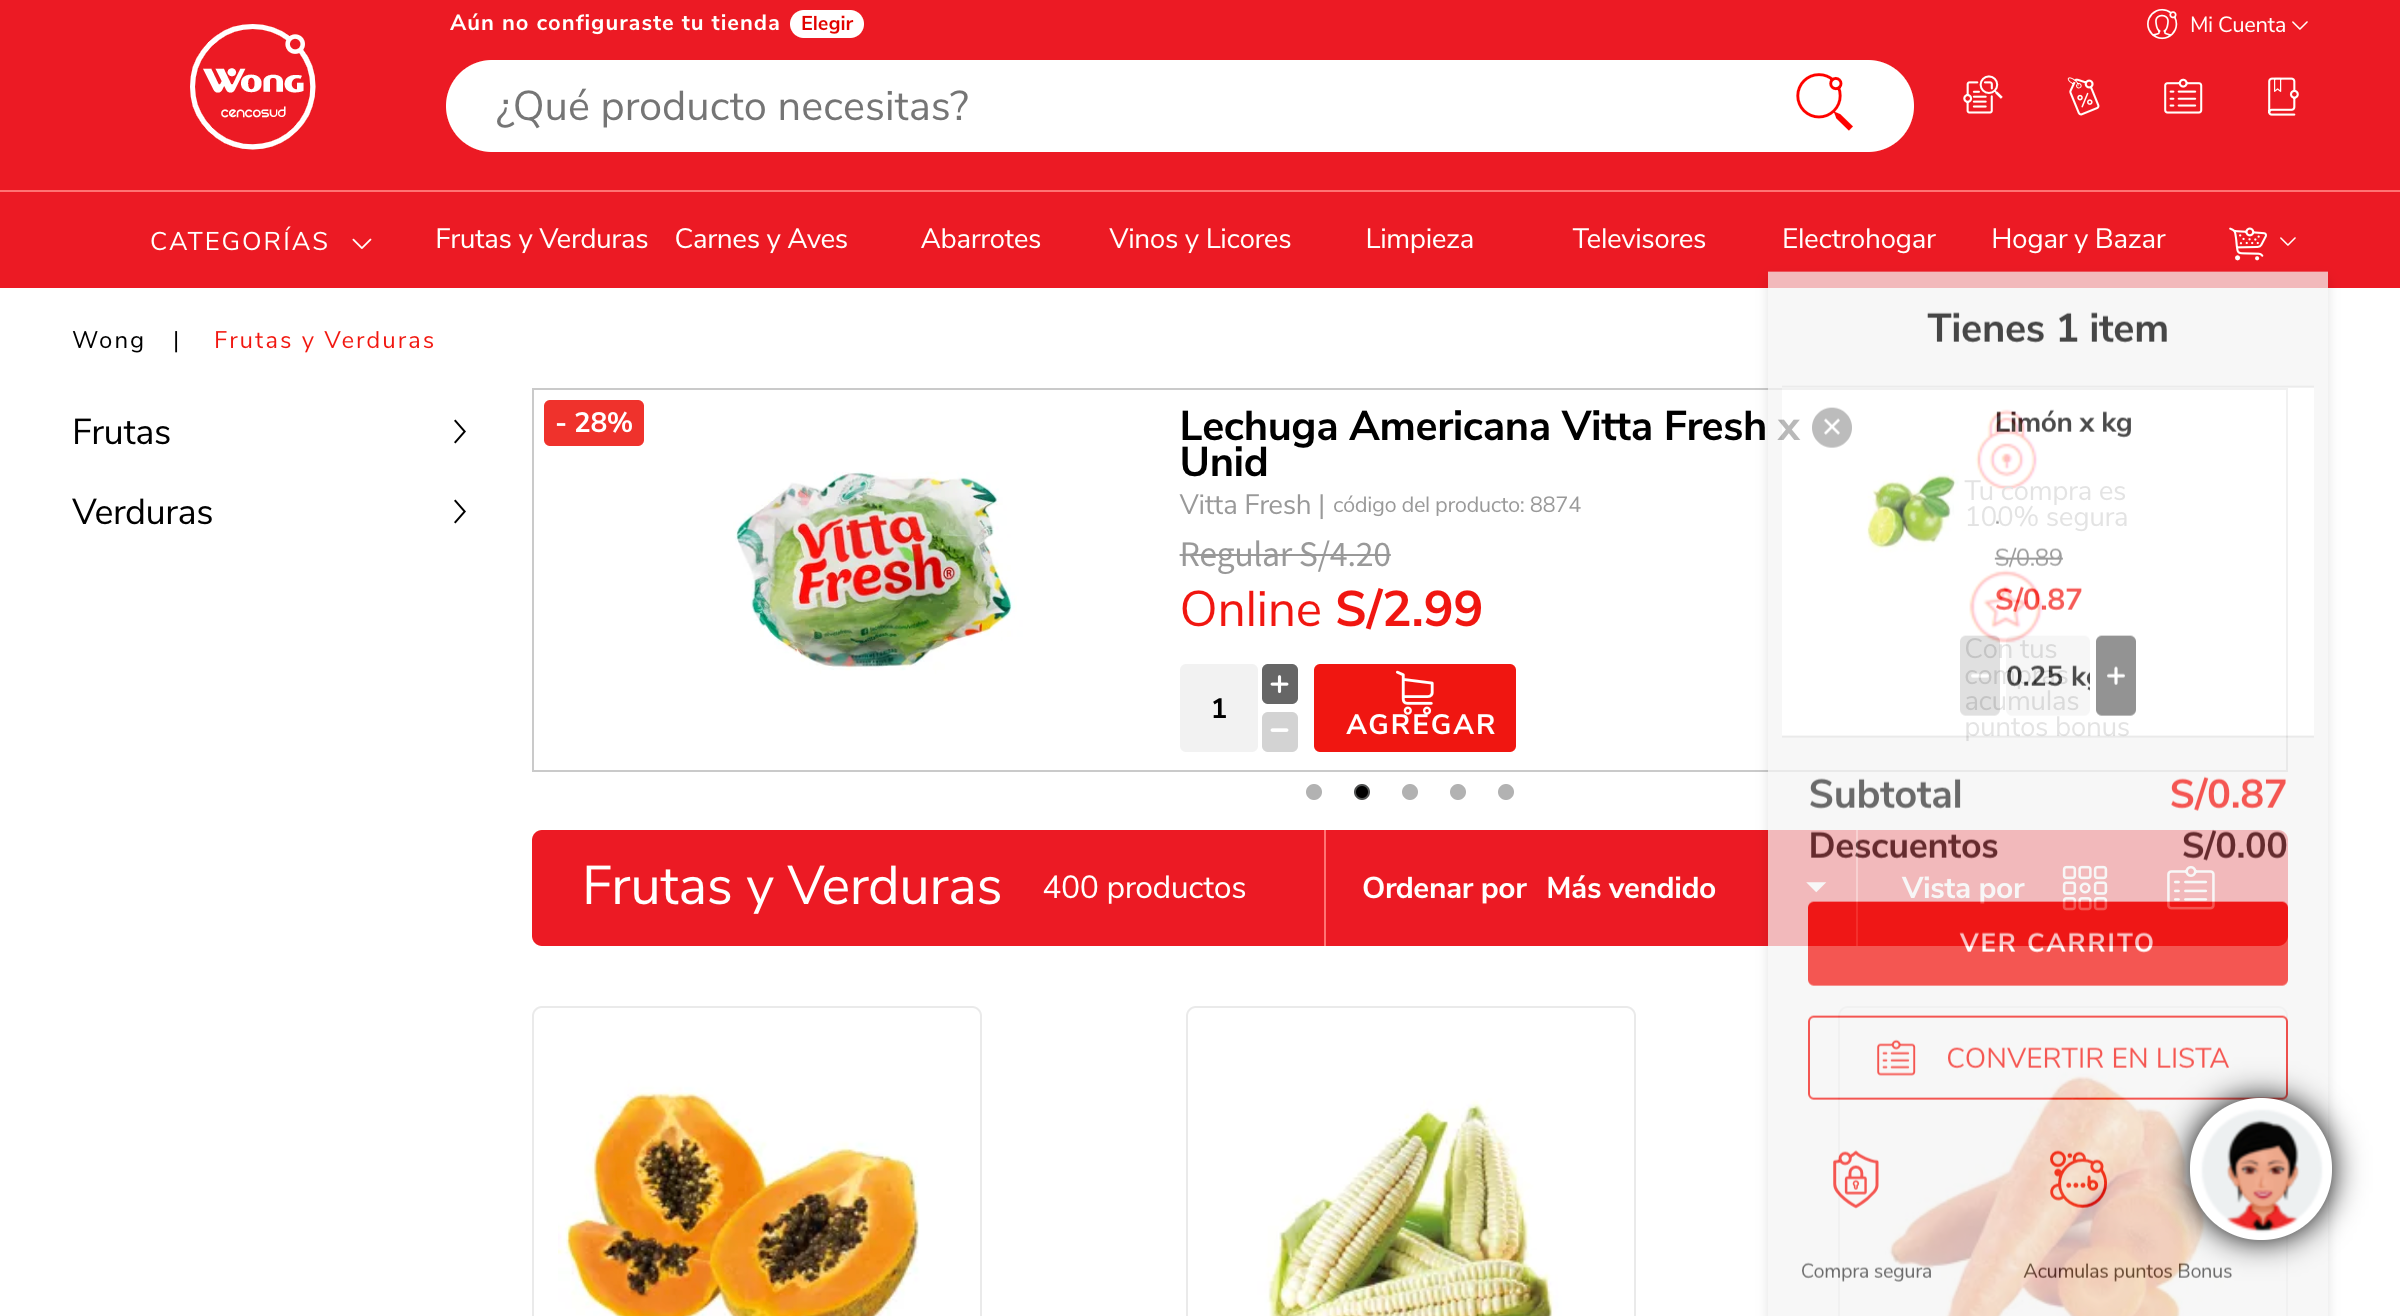 Aún no configuraste tu tienda Elegir
Mi Cuenta
Wong
cencosud
¿Qué producto necesitas?
CATEGORÍAS
Frutas y Verduras
Carnes y Aves
Abarrotes
Vinos y Licores
Limpieza
Televisores
Electrohogar
Hogar y Bazar
Wong | Frutas y Verduras
Frutas
Verduras
- 28%
Vitta Fresh®
Lechuga Americana Vitta Fresh x
Unid
Vitta Fresh | código del producto: 8874
Regular S/4.20
Online S/2.99
1
+
−
AGREGAR
Frutas y Verduras 400 productos
Ordenar por Más vendido
Vista por
Tienes 1 item
Limón x kg
S/0.89
S/0.87
0.25 kg
+
Tu compra es
100% segura
Con tus
compras
acumulas
puntos bonus
Subtotal S/0.87
Descuentos S/0.00
VER CARRITO
CONVERTIR EN LISTA
Compra segura
Acumulas puntos Bonus